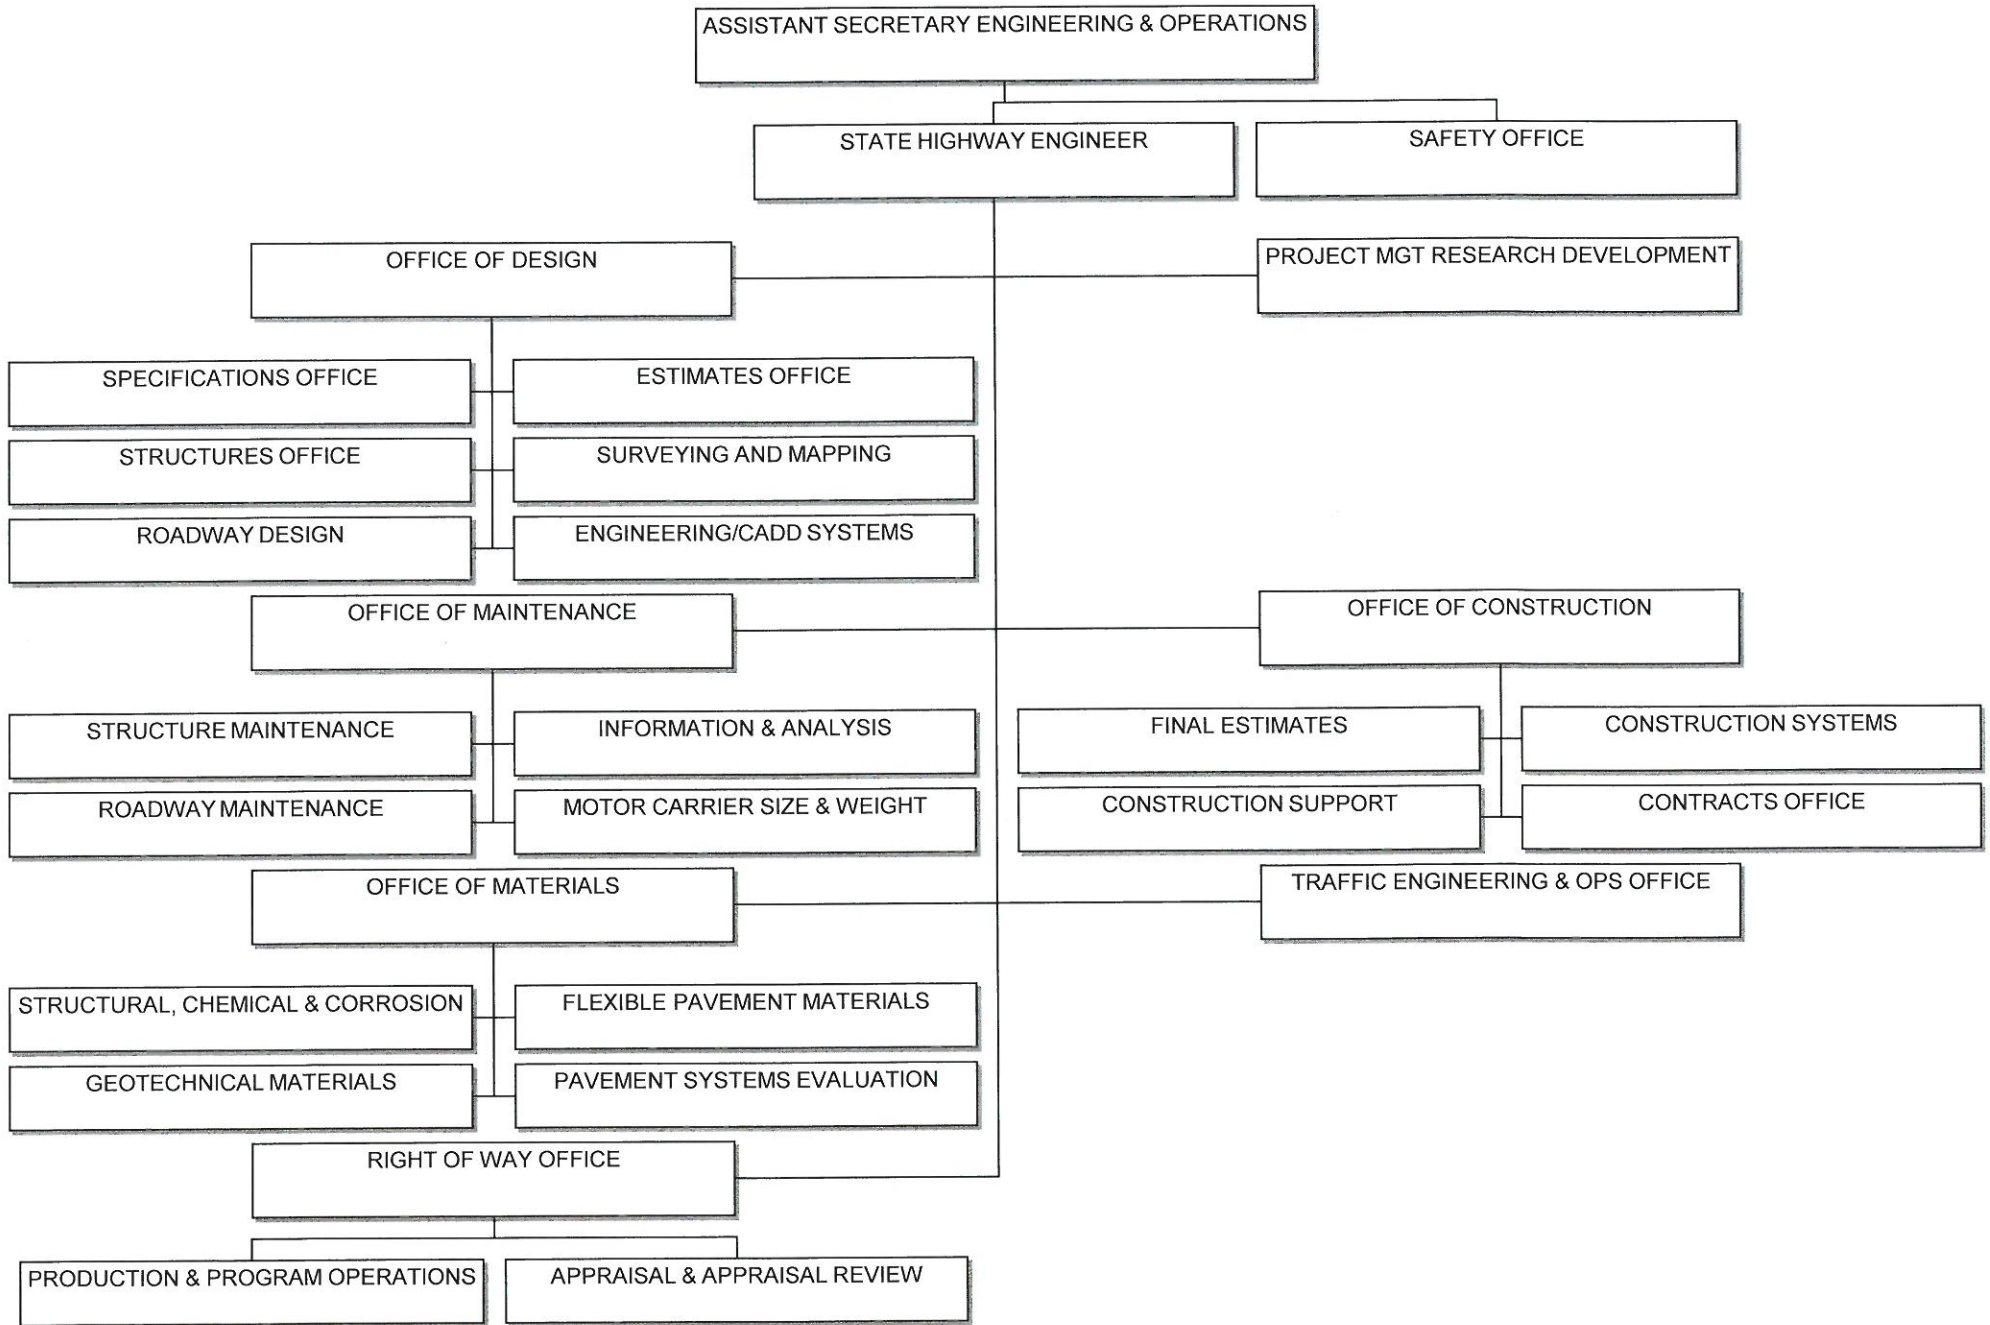 ASSISTANT SECRETARY ENGINEERING & OPERATIONS
STATE HIGHWAY ENGINEER
SAFETY OFFICE
OFFICE OF DESIGN
PROJECT MGT RESEARCH DEVELOPMENT
SPECIFICATIONS OFFICE
ESTIMATES OFFICE
STRUCTURES OFFICE
SURVEYING AND MAPPING
ROADWAY DESIGN
ENGINEERING/CADD SYSTEMS
OFFICE OF MAINTENANCE
OFFICE OF CONSTRUCTION
STRUCTURE MAINTENANCE
INFORMATION & ANALYSIS
FINAL ESTIMATES
CONSTRUCTION SYSTEMS
ROADWAY MAINTENANCE
MOTOR CARRIER SIZE & WEIGHT
CONSTRUCTION SUPPORT
CONTRACTS OFFICE
OFFICE OF MATERIALS
TRAFFIC ENGINEERING & OPS OFFICE
STRUCTURAL, CHEMICAL & CORROSION
FLEXIBLE PAVEMENT MATERIALS
GEOTECHNICAL MATERIALS
PAVEMENT SYSTEMS EVALUATION
RIGHT OF WAY OFFICE
PRODUCTION & PROGRAM OPERATIONS
APPRAISAL & APPRAISAL REVIEW